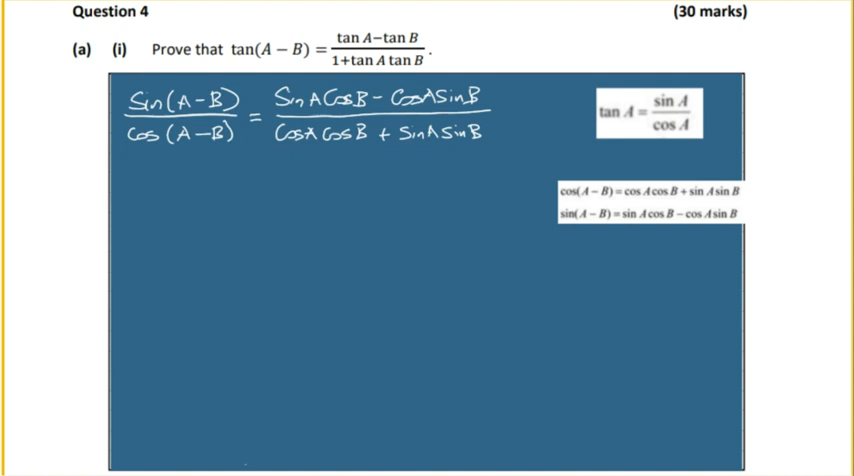 Question 4 (30 marks)
(a) (i) Prove that tan(A − B) = (tan A−tan B)/(1+tan A tan B) .
Sin(A-B)/Cos(A-B) = (Sin A Cos B - Cos A Sin B)/(Cos A Cos B + Sin A Sin B)
tan A = sin A/cos A
cos(A − B) = cos A cos B + sin A sin B
sin(A − B) = sin A cos B − cos A sin B